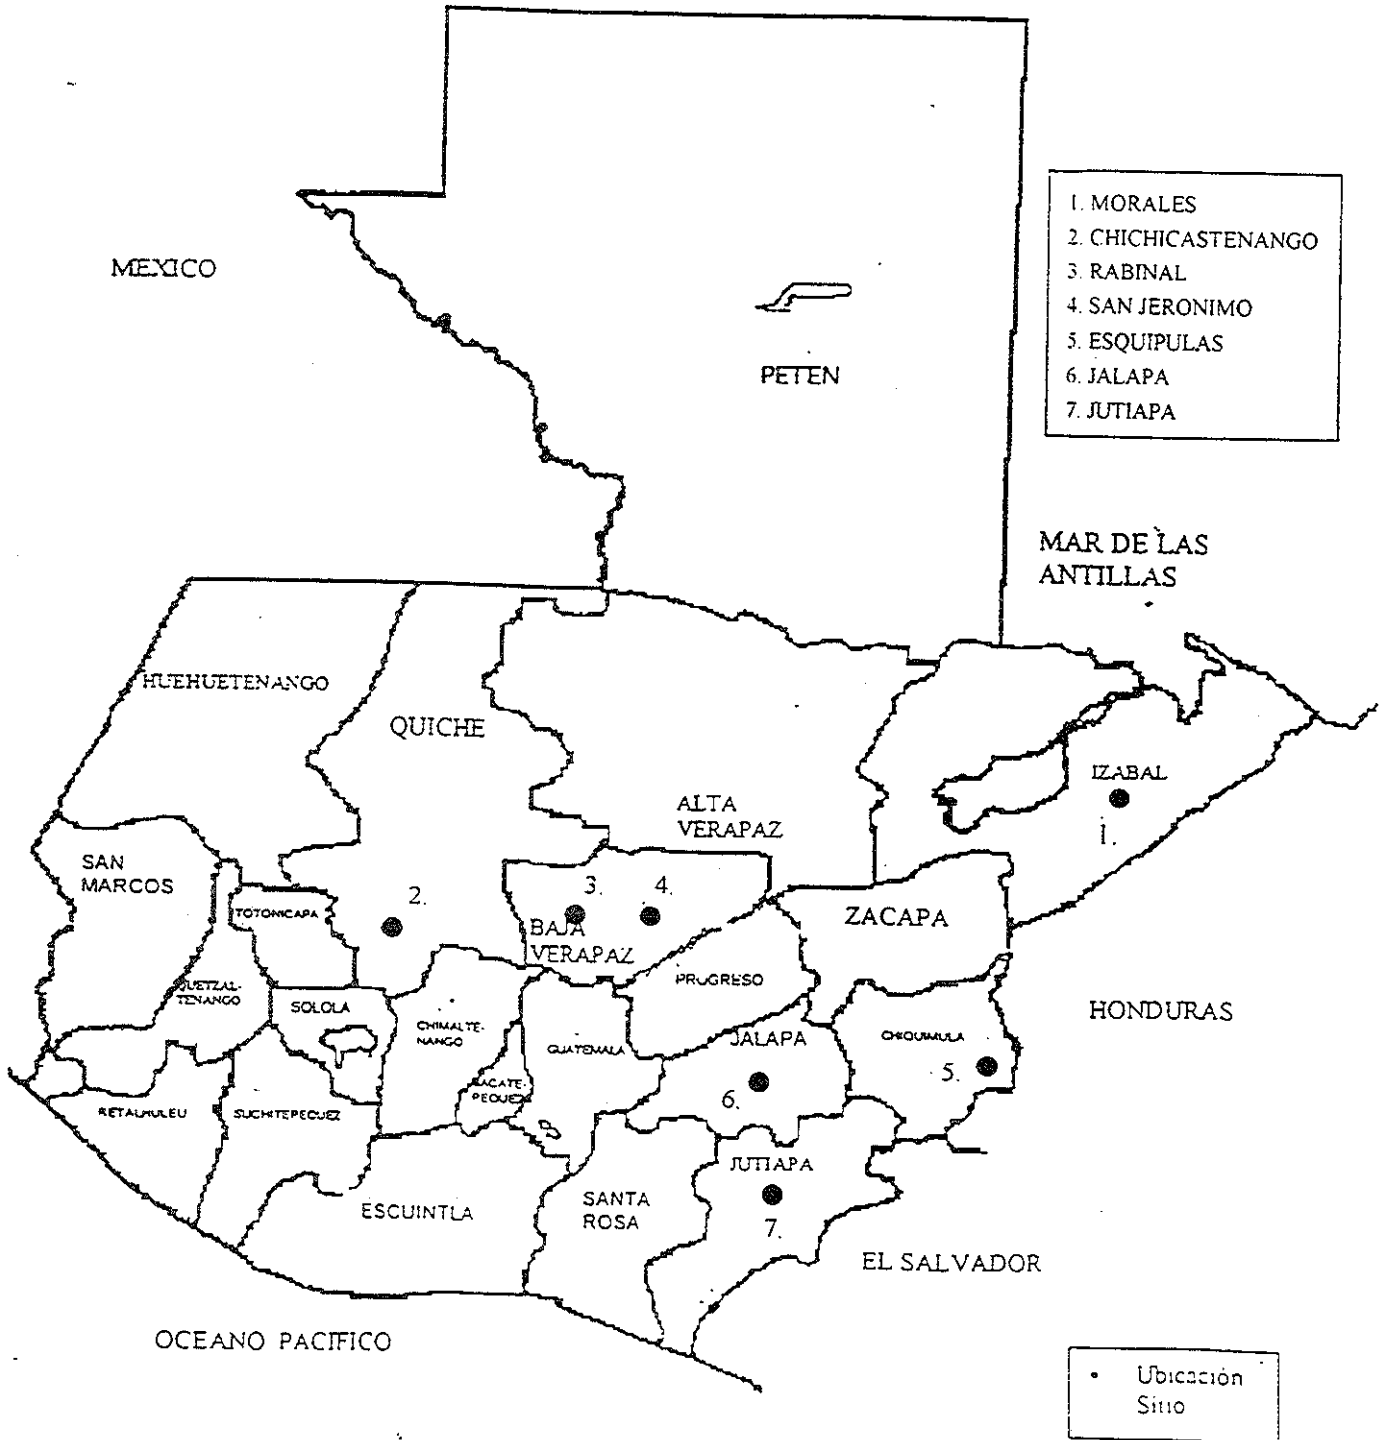 1. MORALES
2. CHICHICASTENANGO
MEXICO
3. RABINAL
4. SAN JERONIMO
5. ESQUIPULAS
PETEN
6. JALAPA
7. JUTIAPA
MAR DE LAS
ANTILLAS
HUEHUETENANGO
QUICHE
IZABAL
ALTA
VERAPAZ
1.
SAN
MARCOS
2.
3.
4.
TOTONICAPA
ZACAPA
BAJA
VERAPAZ
PROGRESO
QUETZAL-
TENANGO
SOLOLA
HONDURAS
CHIMALTE-
NANGO
JALAPA
CHIQUIMULA
GUATEMALA
5.
SACATE-
PEQUEZ
6.
RETALHULEU
SUCHITEPEQUEZ
JUTIAPA
ESCUINTLA
SANTA
ROSA
7.
EL SALVADOR
OCEANO PACIFICO
• Ubicación
Sitio